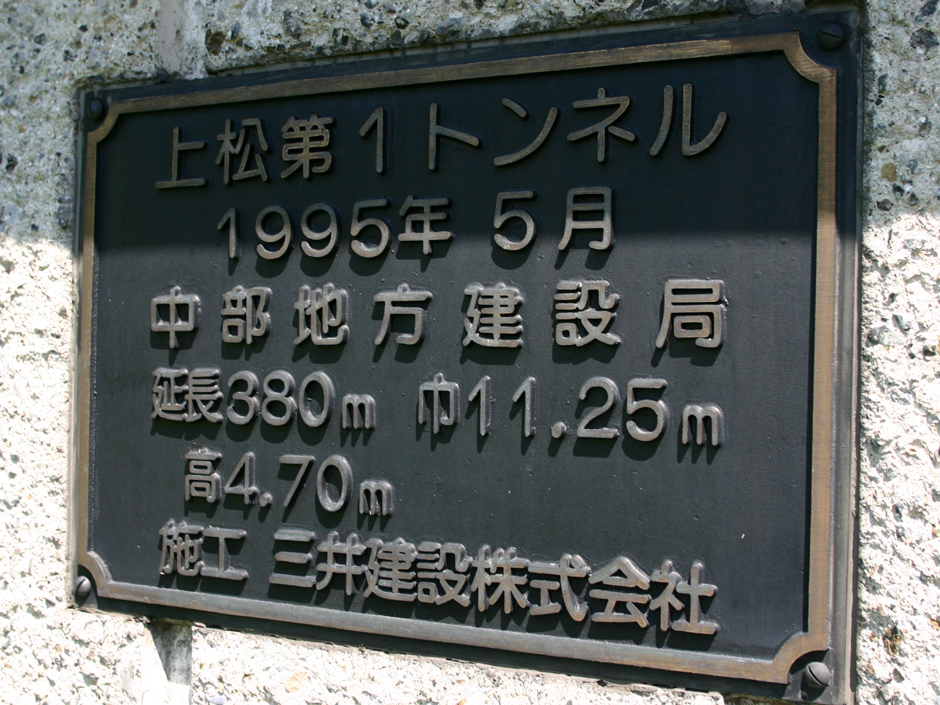 上松第1トンネル
1995年 5月
中部地方建設局
延長380m 巾11.25m
高4.70m
施工 三井建設株式会社